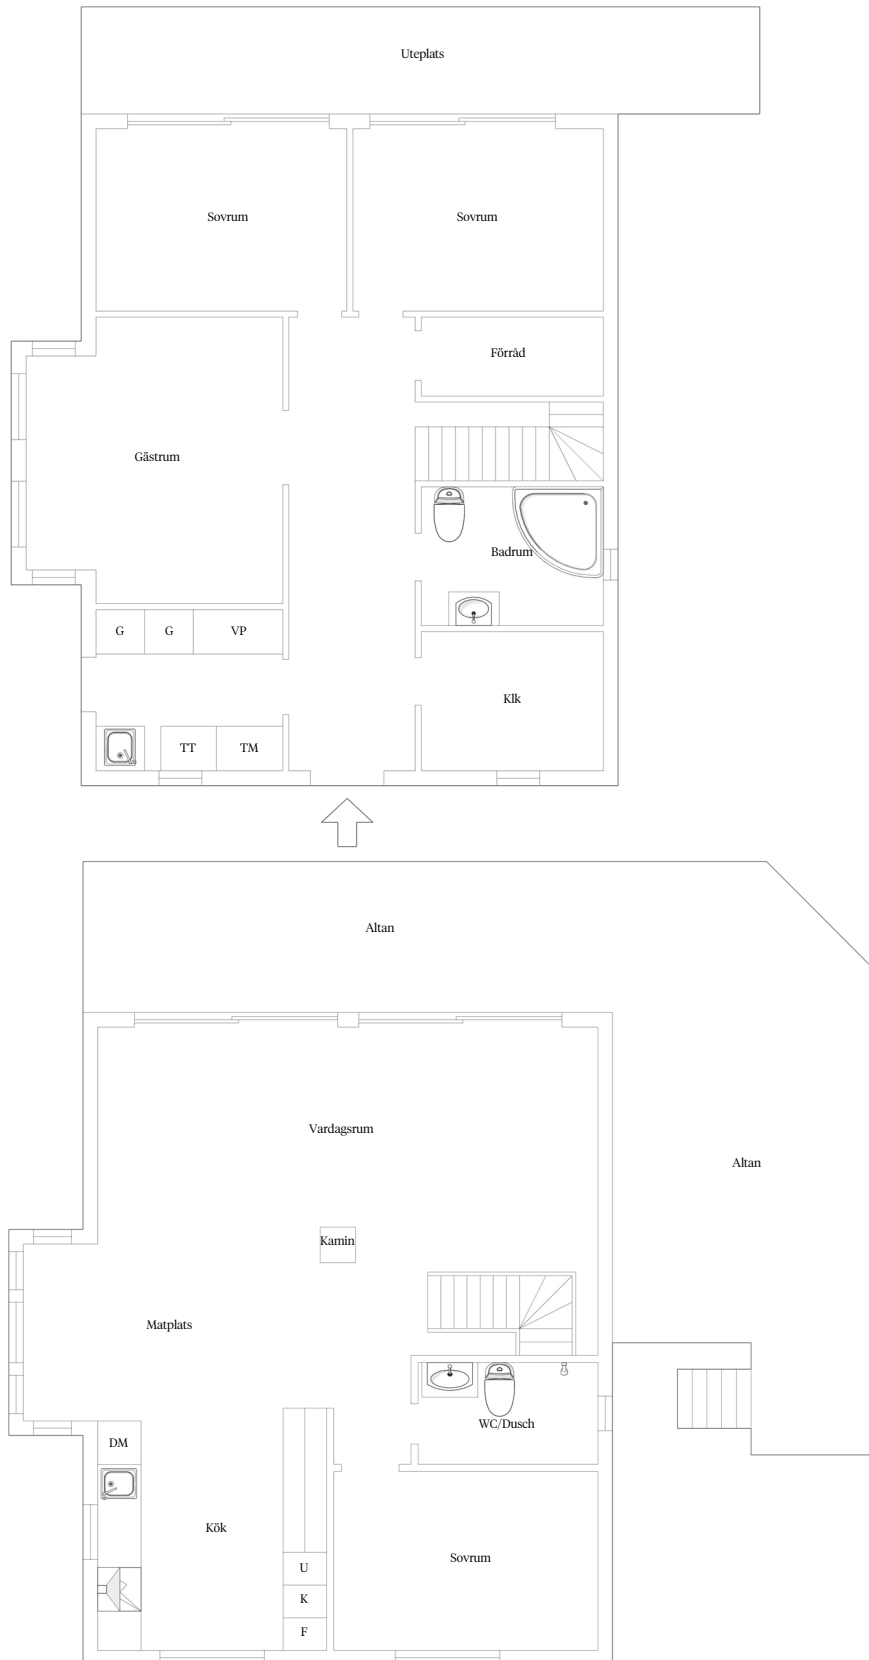 Uteplats
Sovrum
Sovrum
Förråd
Gästrum
Badrum
G
G
VP
Klk
TT
TM
Altan
Vardagsrum
Altan
Kamin
Matplats
WC/Dusch
DM
Kök
Sovrum
U
K
F